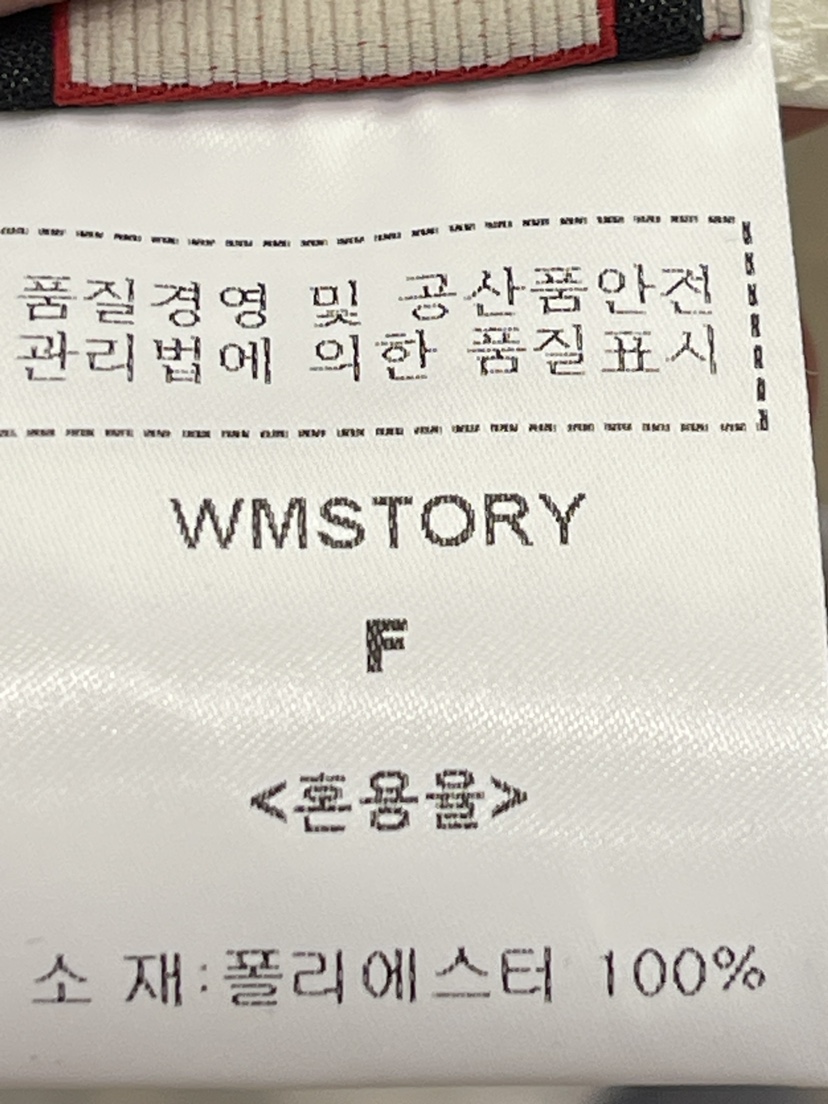 품질경영 및 공산품안전
관리법에 의한 품질표시
WMSTORY
F
<혼용율>
소 재:폴리에스터 100%